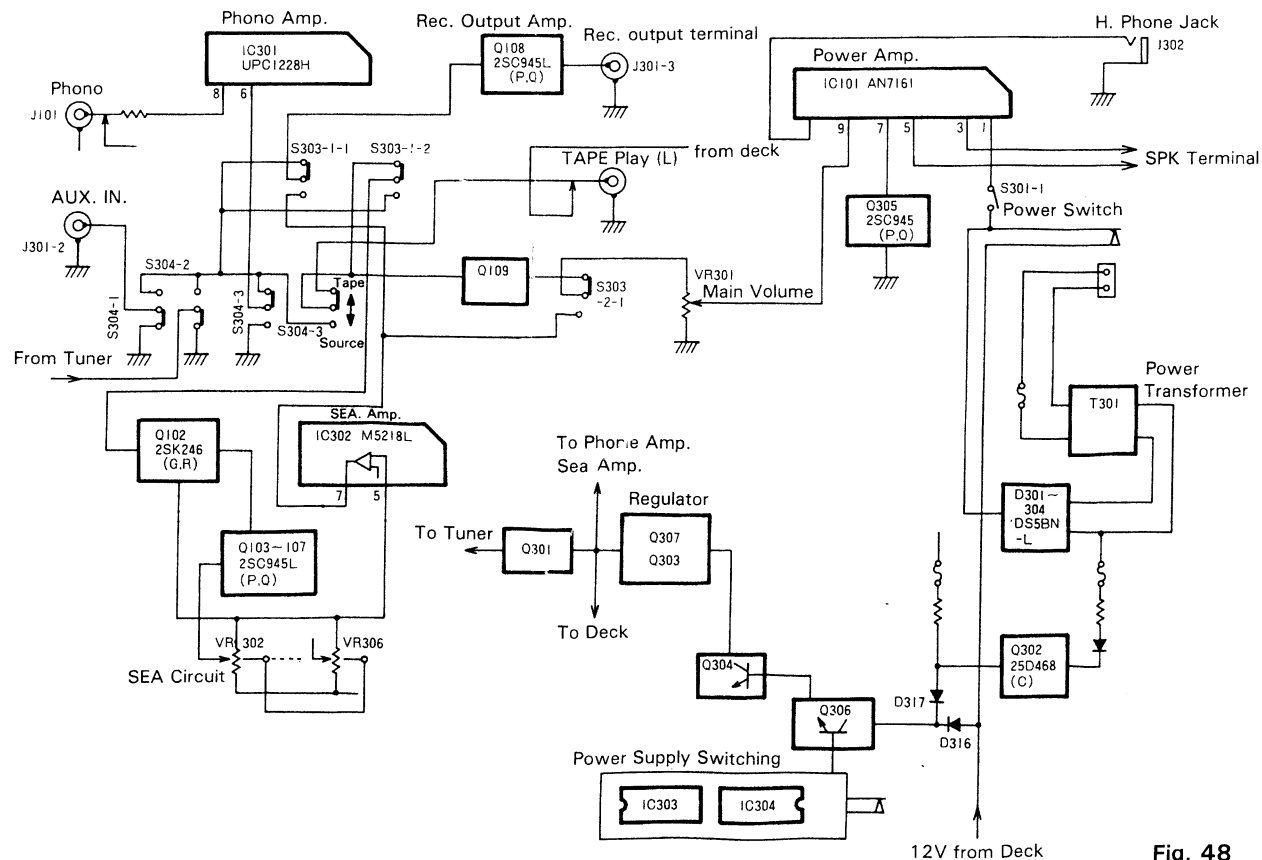 Phono Amp.
Rec. Output Amp.
Rec. output terminal
H. Phone Jack
J302
IC301
UPC1228H
8 6
Q108
2SC945L
(P,Q)
J301-3
Power Amp.
IC101 AN7161
9 7 5 3 1
SPK Terminal
Phono
J101
S303-1-1
S303-1-2
TAPE Play (L)
from deck
S301-1
Power Switch
AUX. IN.
J301-2
Q305
2SC945
(P,Q)
S304-2
S304-1
S304-3
S304-3
Tape
Source
Q109
S303
-2-1
VR301
Main Volume
From Tuner
Power
Transformer
T301
SEA. Amp.
IC302 M5218L
7 5
Q102
2SK246
(G,R)
Q103~107
2SC945L
(P,Q)
VR302
VR306
SEA Circuit
To Phone Amp.
Sea Amp.
Regulator
To Tuner
Q301
Q307
Q303
To Deck
D301~
304
DS5BN
-L
Q304
Q306
D317
D316
Q302
25D468
(C)
Power Supply Switching
IC303
IC304
12V from Deck
Fig. 48